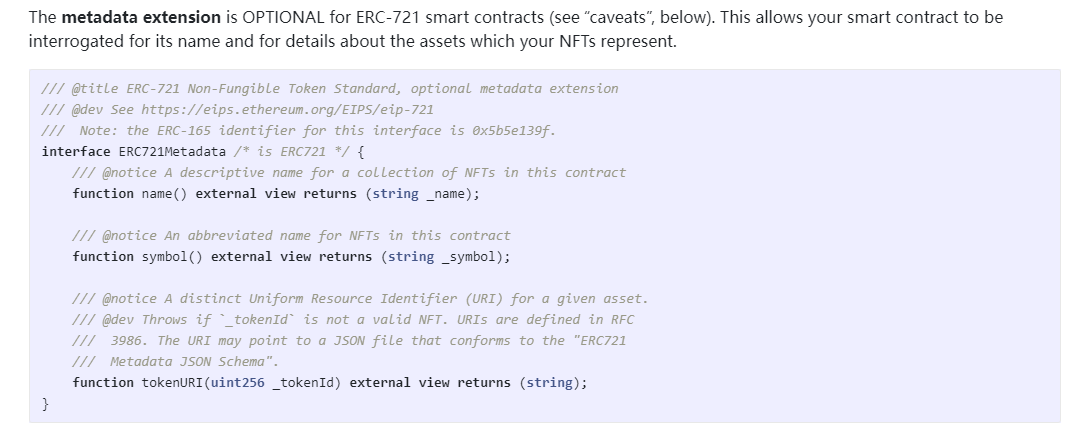 The metadata extension is OPTIONAL for ERC-721 smart contracts (see “caveats”, below). This allows your smart contract to be
interrogated for its name and for details about the assets which your NFTs represent.
/// @title ERC-721 Non-Fungible Token Standard, optional metadata extension
/// @dev See https://eips.ethereum.org/EIPS/eip-721
///  Note: the ERC-165 identifier for this interface is 0x5b5e139f.
interface ERC721Metadata /* is ERC721 */ {
    /// @notice A descriptive name for a collection of NFTs in this contract
    function name() external view returns (string _name);
    /// @notice An abbreviated name for NFTs in this contract
    function symbol() external view returns (string _symbol);
    /// @notice A distinct Uniform Resource Identifier (URI) for a given asset.
    /// @dev Throws if `_tokenId` is not a valid NFT. URIs are defined in RFC
    ///  3986. The URI may point to a JSON file that conforms to the "ERC721
    ///  Metadata JSON Schema".
    function tokenURI(uint256 _tokenId) external view returns (string);
}